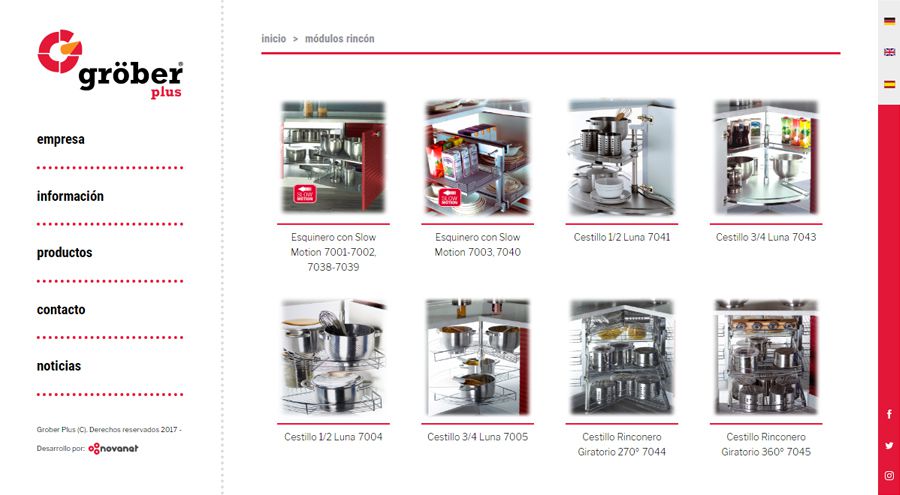 gröber®
plus
empresa
información
productos
contacto
noticias
Grober Plus (C). Derechos reservados 2017 -
Desarrollo por: novanet
inicio > módulos rincón
SLOW
MOTION
SLOW
MOTION
Esquinero con Slow
Motion 7001-7002,
7038-7039
Esquinero con Slow
Motion 7003, 7040
Cestillo 1/2 Luna 7041
Cestillo 3/4 Luna 7043
Cestillo 1/2 Luna 7004
Cestillo 3/4 Luna 7005
Cestillo Rinconero
Giratorio 270º 7044
Cestillo Rinconero
Giratorio 360º 7045